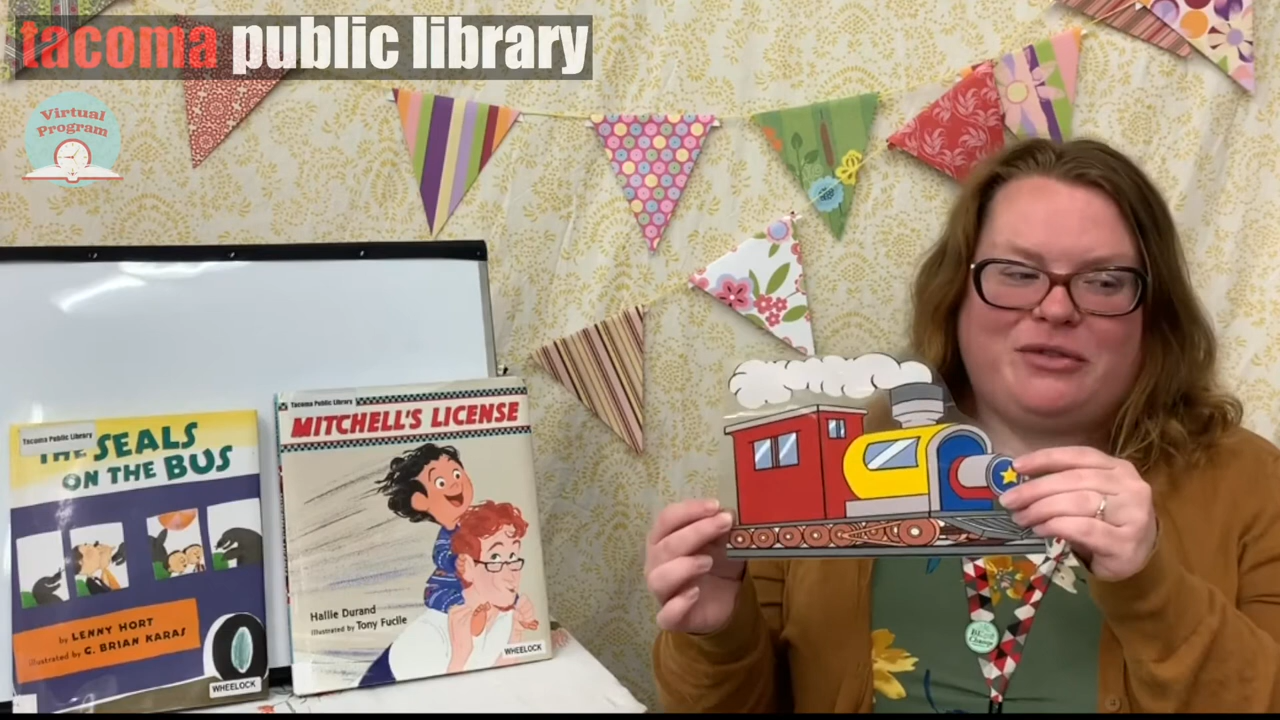 tacoma public library
Virtual
Program
Tacoma Public Library
THE SEALS
ON THE BUS
by LENNY HORT
illustrated by C. BRIAN KARAS
WHEELOCK
Tacoma Public Library
MITCHELL'S LICENSE
Hallie Durand
illustrated by Tony Fucile
WHEELOCK